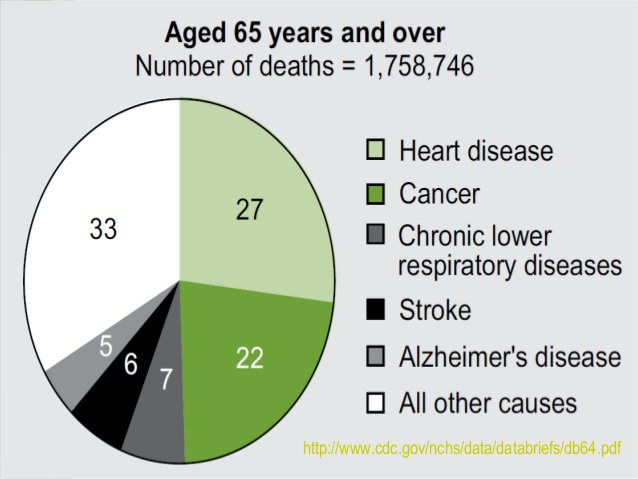 Aged 65 years and over
Number of deaths = 1,758,746
33
27
5
6
7
22
Heart disease
Cancer
Chronic lower
respiratory diseases
Stroke
Alzheimer's disease
All other causes
http://www.cdc.gov/nchs/data/databriefs/db64.pdf